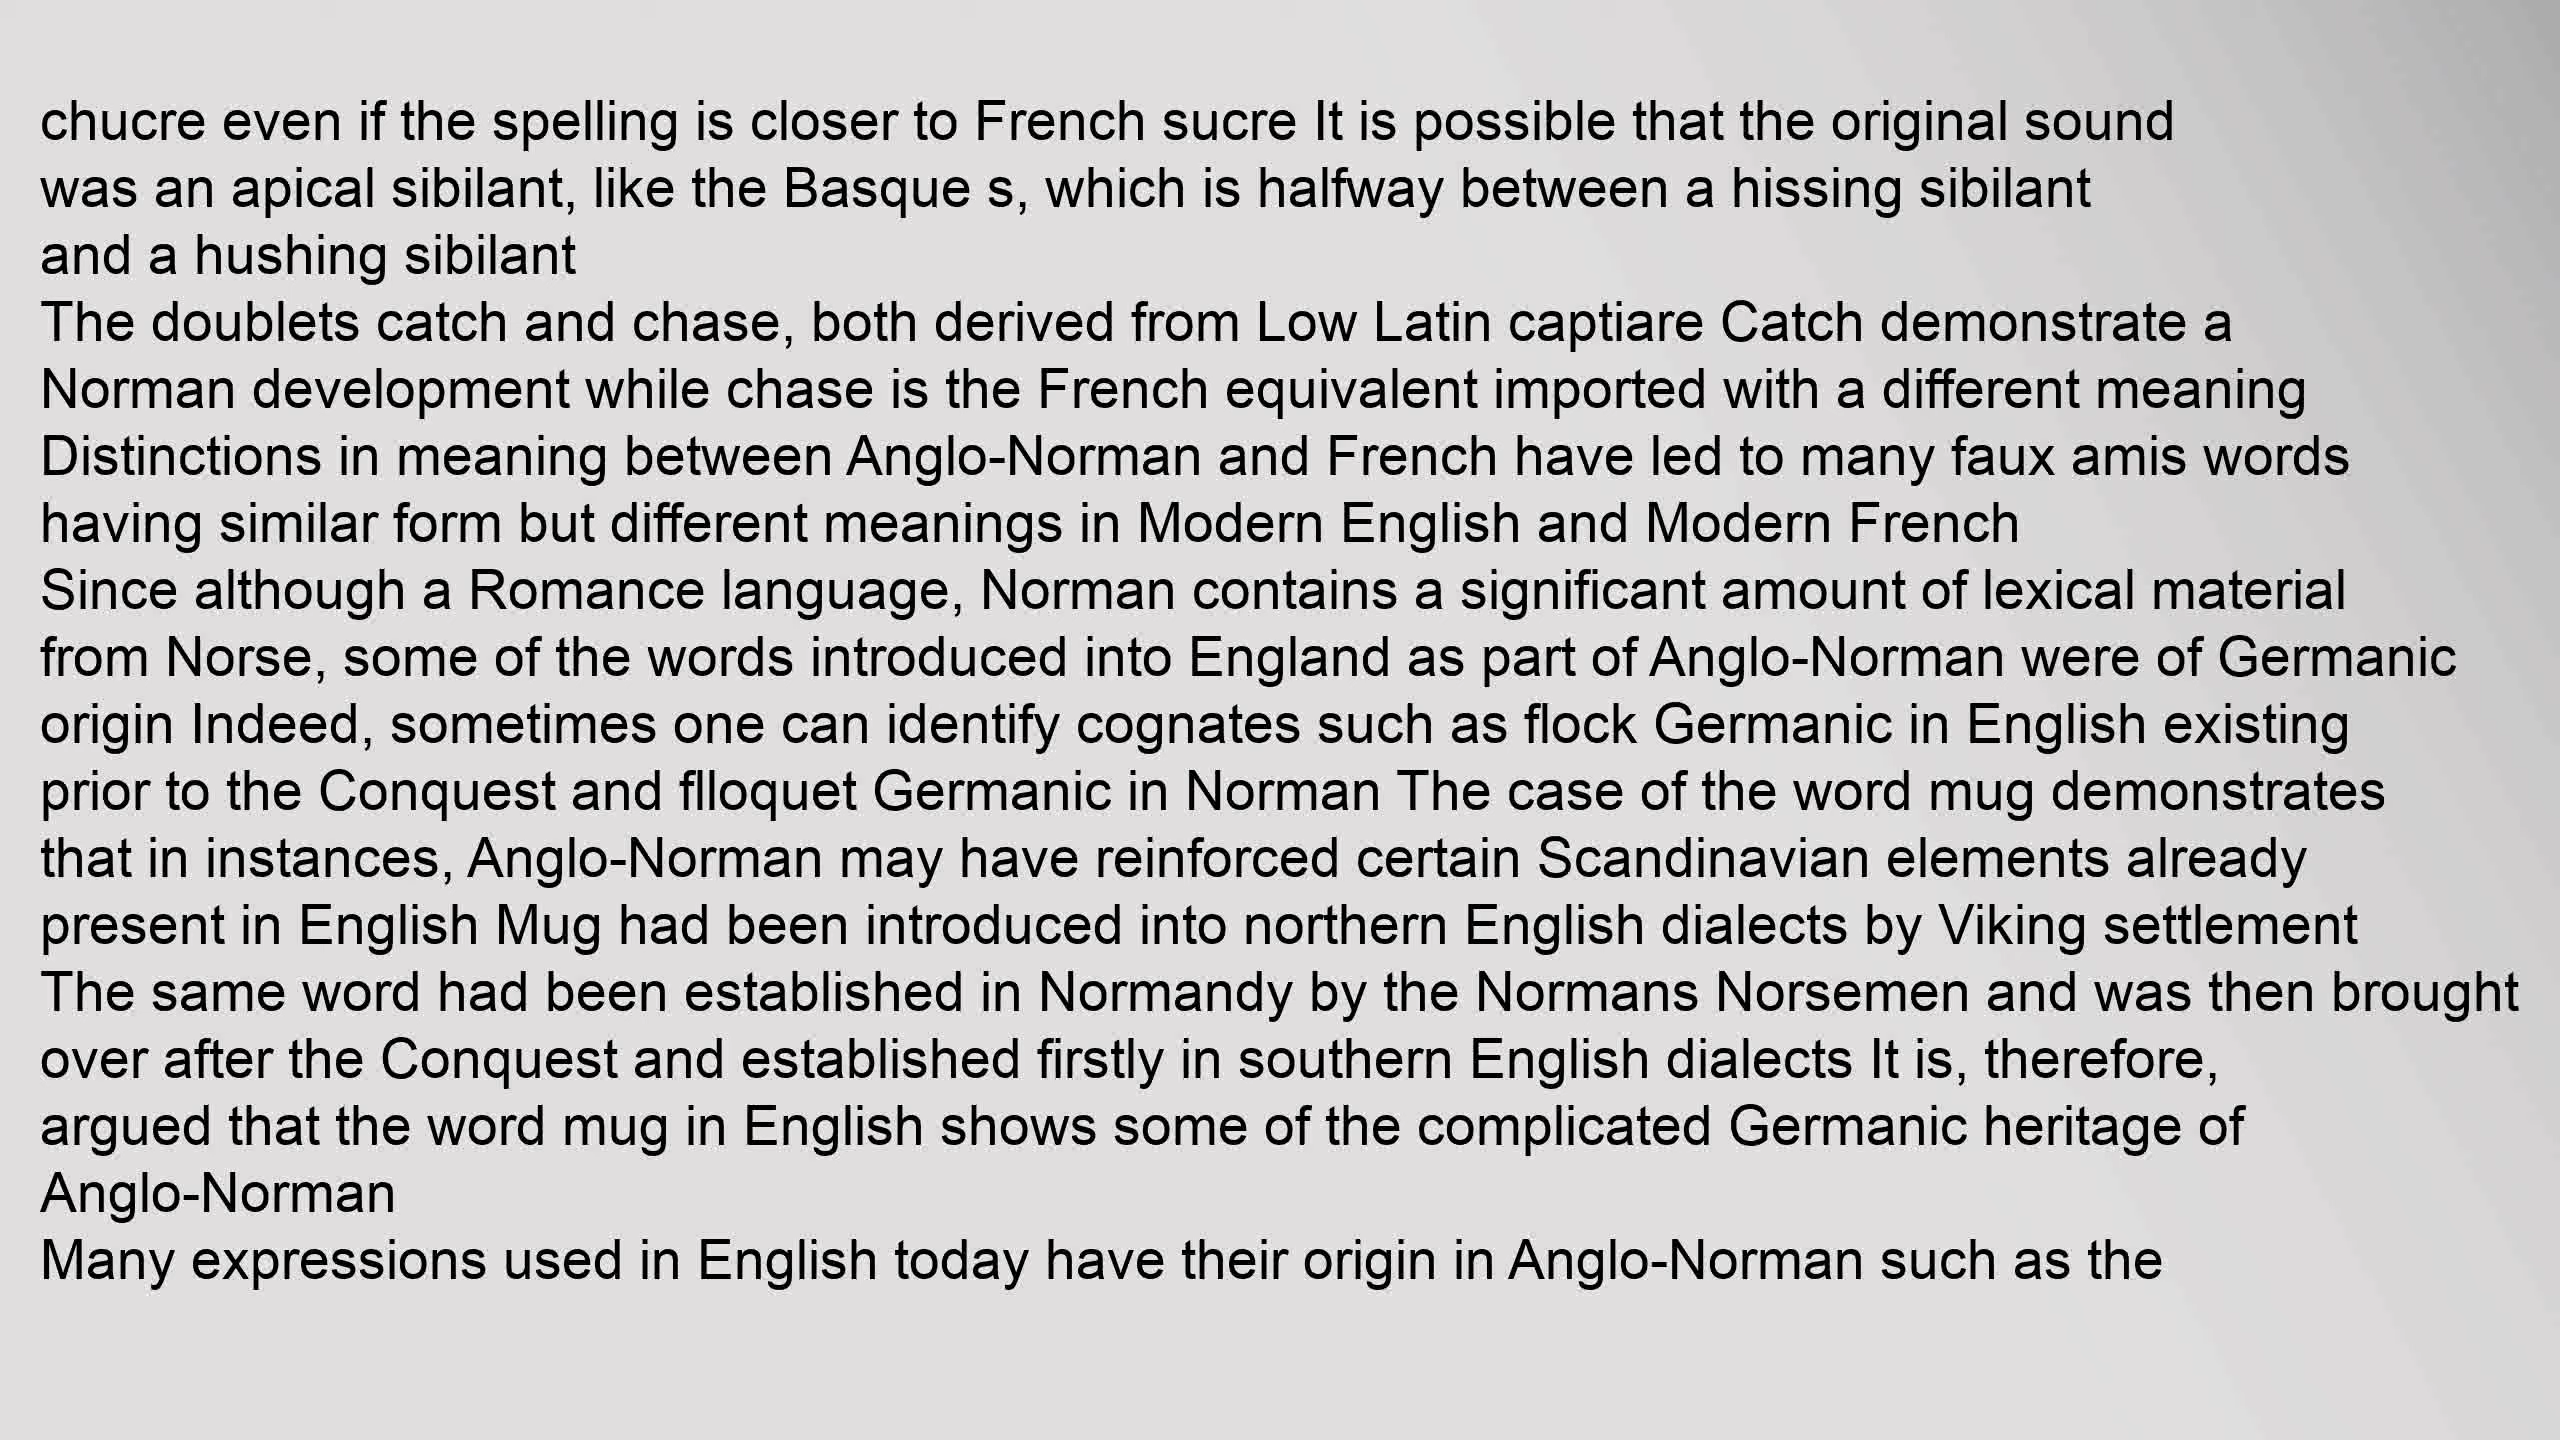 chucre even if the spelling is closer to French sucre It is possible that the original sound
was an apical sibilant, like the Basque s, which is halfway between a hissing sibilant
and a hushing sibilant
The doublets catch and chase, both derived from Low Latin captiare Catch demonstrate a
Norman development while chase is the French equivalent imported with a different meaning
Distinctions in meaning between Anglo-Norman and French have led to many faux amis words
having similar form but different meanings in Modern English and Modern French
Since although a Romance language, Norman contains a significant amount of lexical material
from Norse, some of the words introduced into England as part of Anglo-Norman were of Germanic
origin Indeed, sometimes one can identify cognates such as flock Germanic in English existing
prior to the Conquest and flloquet Germanic in Norman The case of the word mug demonstrates
that in instances, Anglo-Norman may have reinforced certain Scandinavian elements already
present in English Mug had been introduced into northern English dialects by Viking settlement
The same word had been established in Normandy by the Normans Norsemen and was then brought
over after the Conquest and established firstly in southern English dialects It is, therefore,
argued that the word mug in English shows some of the complicated Germanic heritage of
Anglo-Norman
Many expressions used in English today have their origin in Anglo-Norman such as the